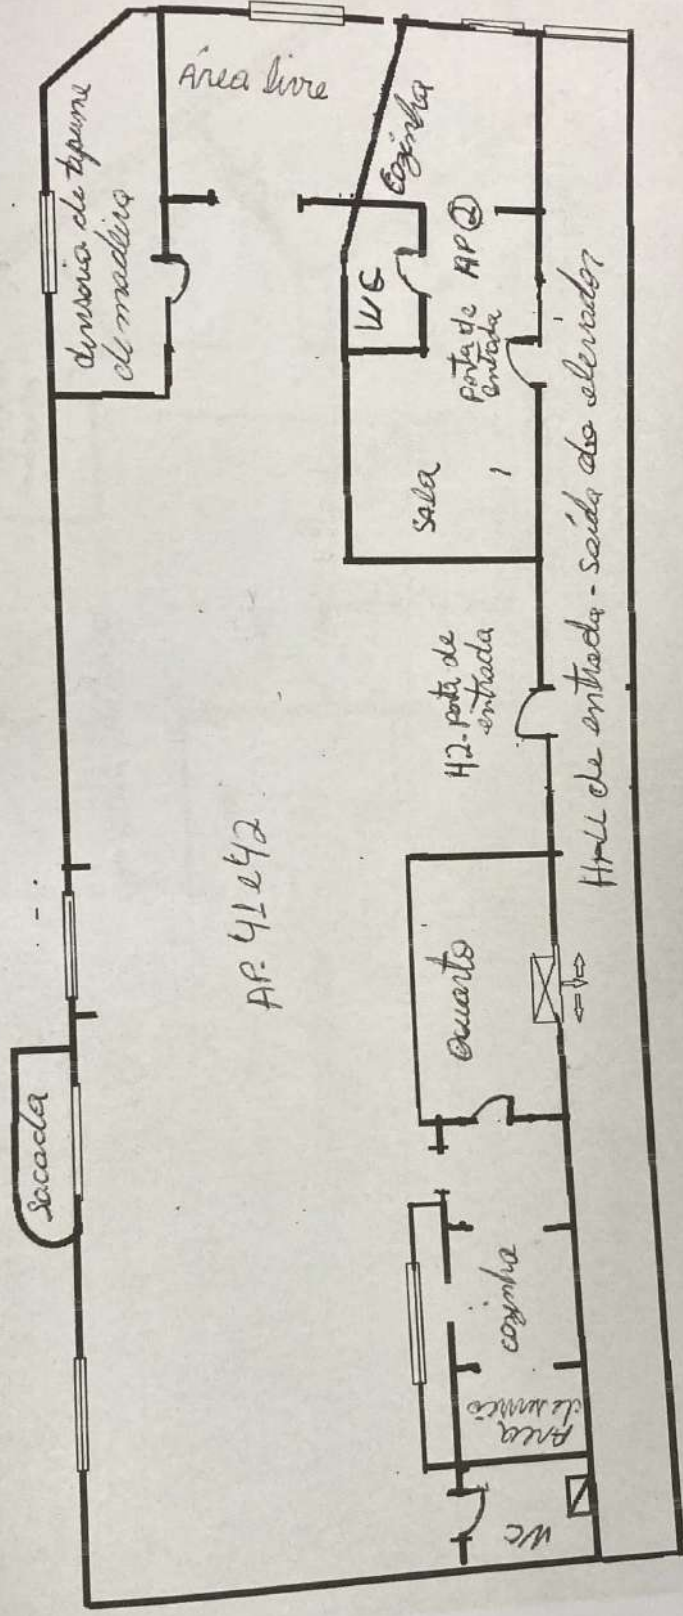 Área livre
divisória de tapume
de madeira
Cozinha
WC
AP ②
Porta de
entrada
Sala
Hall de entrada - Saída do elevador
42-porta de
entrada
AP. 41 e 42
Quarto
Sacada
cozinha
Área
de serviço
WC